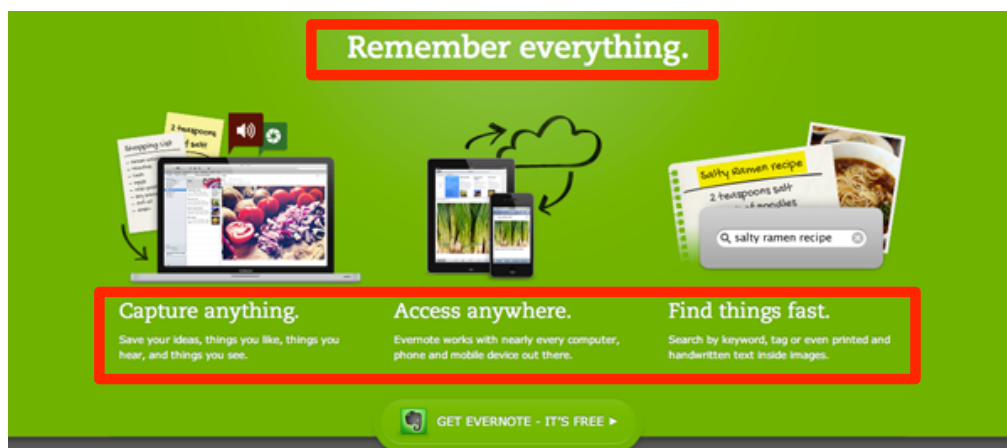 Remember everything.
2 teaspoons
of salt
Shopping List
Salty Ramen recipe
2 teaspoons salt
of noodles
salty ramen recipe
Capture anything.
Save your ideas, things you like, things you
hear, and things you see.
Access anywhere.
Evernote works with nearly every computer,
phone and mobile device out there.
Find things fast.
Search by keyword, tag or even printed and
handwritten text inside images.
GET EVERNOTE - IT'S FREE ▸